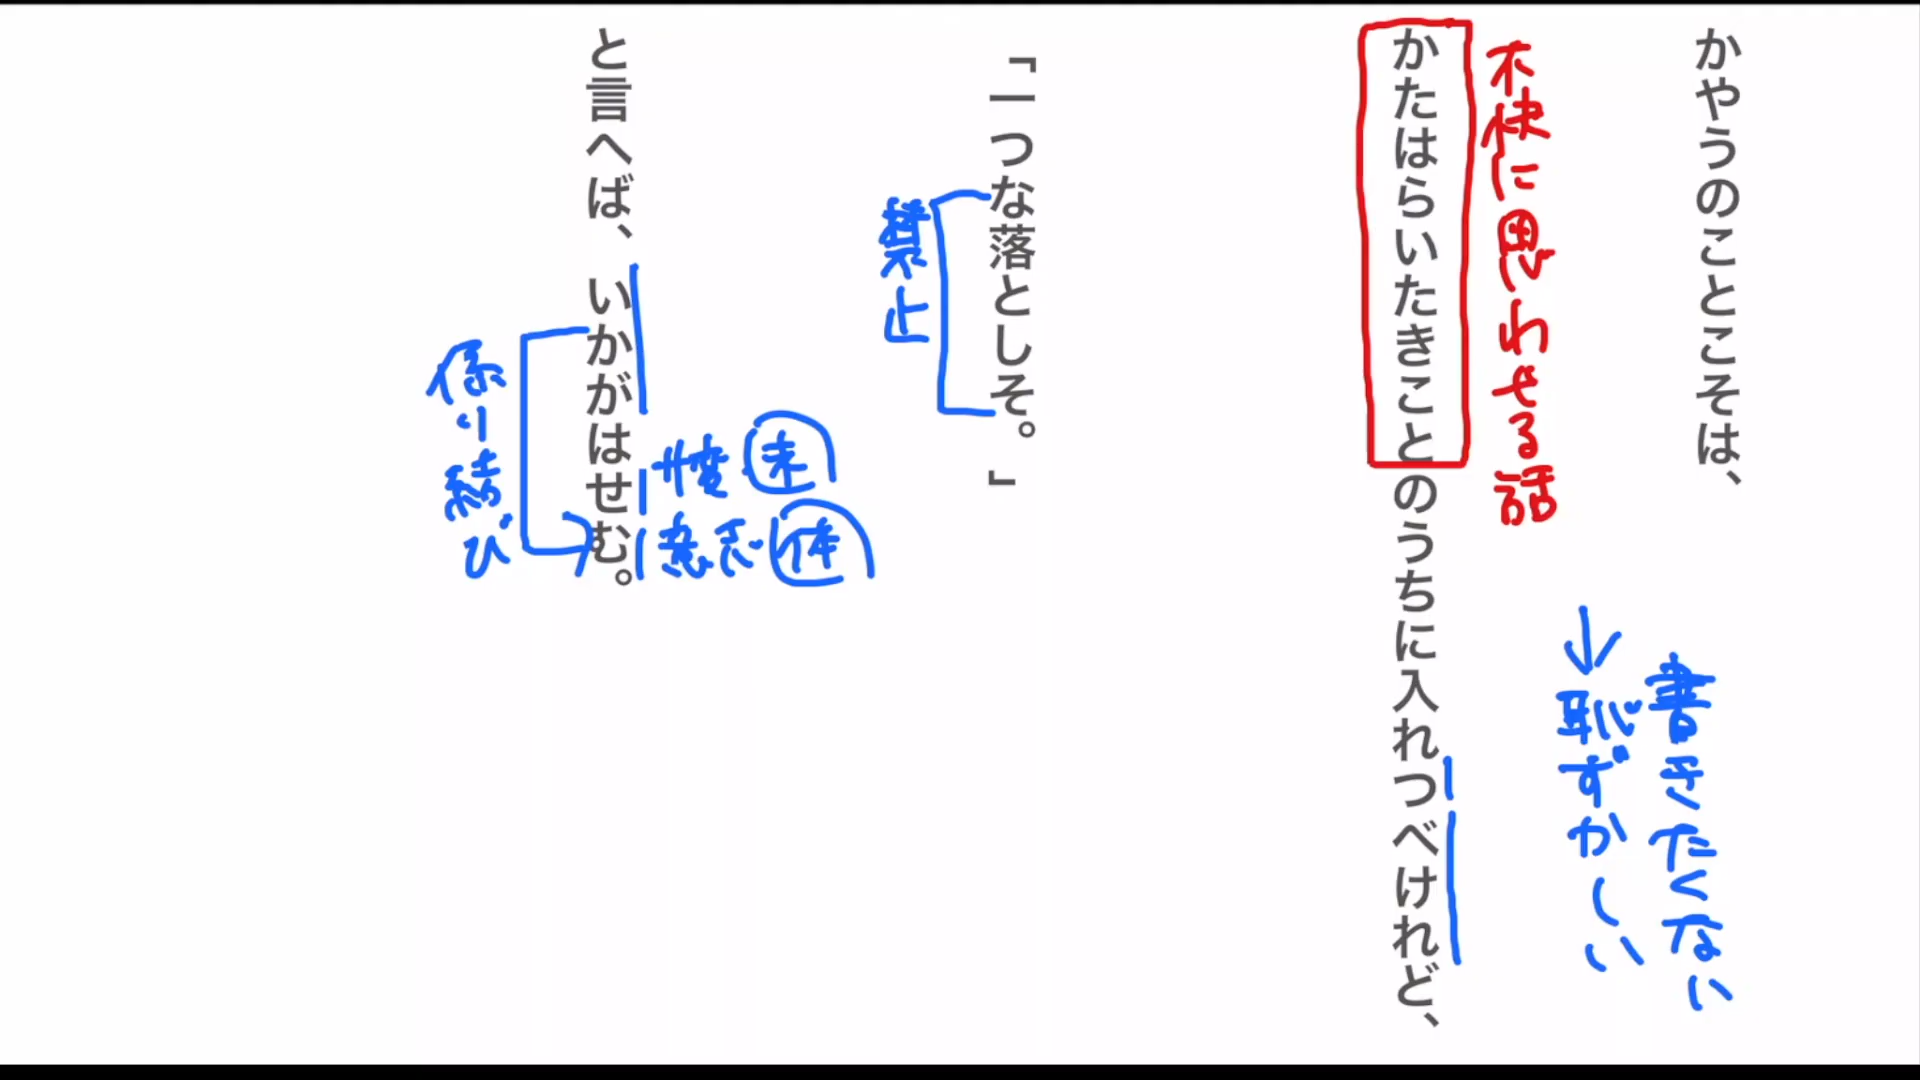 かやうのことこそは、
書きたくない
↓恥ずかしい
不快に思わせる話
かたはらいたきことのうちに入れつべけれど、
「一つな落としそ。」
禁止
と言へば、いかがはせむ。
未
意志 体
係り結び